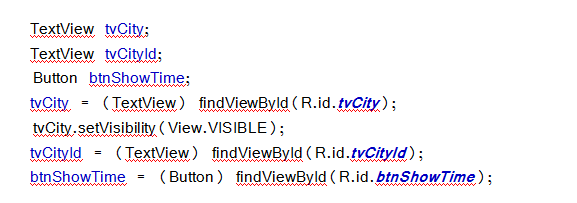 TextView tvCity;
TextView tvCityId;
Button btnShowTime;
tvCity = (TextView) findViewById(R.id.tvCity);
tvCity.setVisibility(View.VISIBLE);
tvCityId = (TextView) findViewById(R.id.tvCityId);
btnShowTime = (Button) findViewById(R.id.btnShowTime);